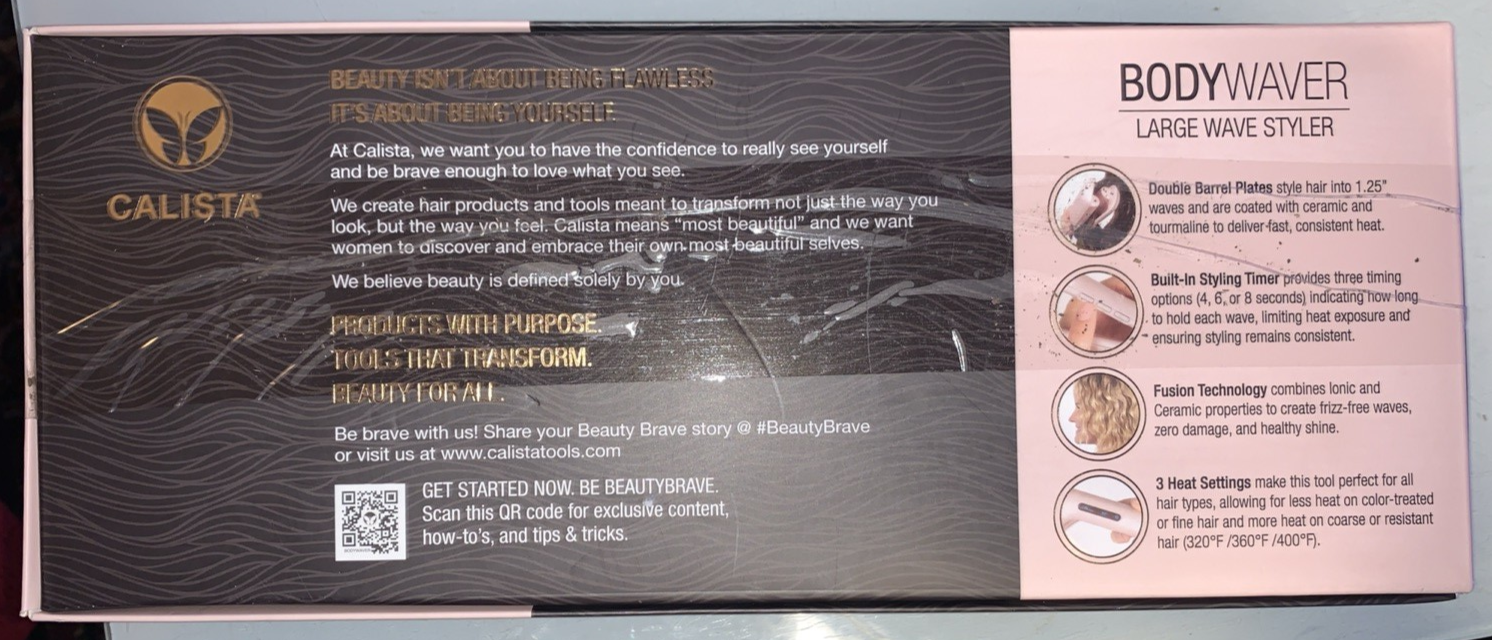 CALISTA
BEAUTY ISN'T ABOUT BEING FLAWLESS
IT'S ABOUT BEING YOURSELF.
At Calista, we want you to have the confidence to really see yourself
and be brave enough to love what you see.
We create hair products and tools meant to transform not just the way you
look, but the way you feel. Calista means “most beautiful” and we want
women to discover and embrace their own most beautiful selves.
We believe beauty is defined solely by you.
PRODUCTS WITH PURPOSE.
TOOLS THAT TRANSFORM.
BEAUTY FOR ALL.
Be brave with us! Share your Beauty Brave story @ #BeautyBrave
or visit us at www.calistatools.com
GET STARTED NOW. BE BEAUTYBRAVE.
Scan this QR code for exclusive content,
how-to's, and tips & tricks.
BODYWAVER
LARGE WAVE STYLER
Double Barrel Plates style hair into 1.25"
waves and are coated with ceramic and
tourmaline to deliver fast, consistent heat.
Built-In Styling Timer provides three timing
options (4, 6, or 8 seconds) indicating how long
to hold each wave, limiting heat exposure and
ensuring styling remains consistent.
Fusion Technology combines Ionic and
Ceramic properties to create frizz-free waves,
zero damage, and healthy shine.
3 Heat Settings make this tool perfect for all
hair types, allowing for less heat on color-treated
or fine hair and more heat on coarse or resistant
hair (320°F /360°F /400°F).